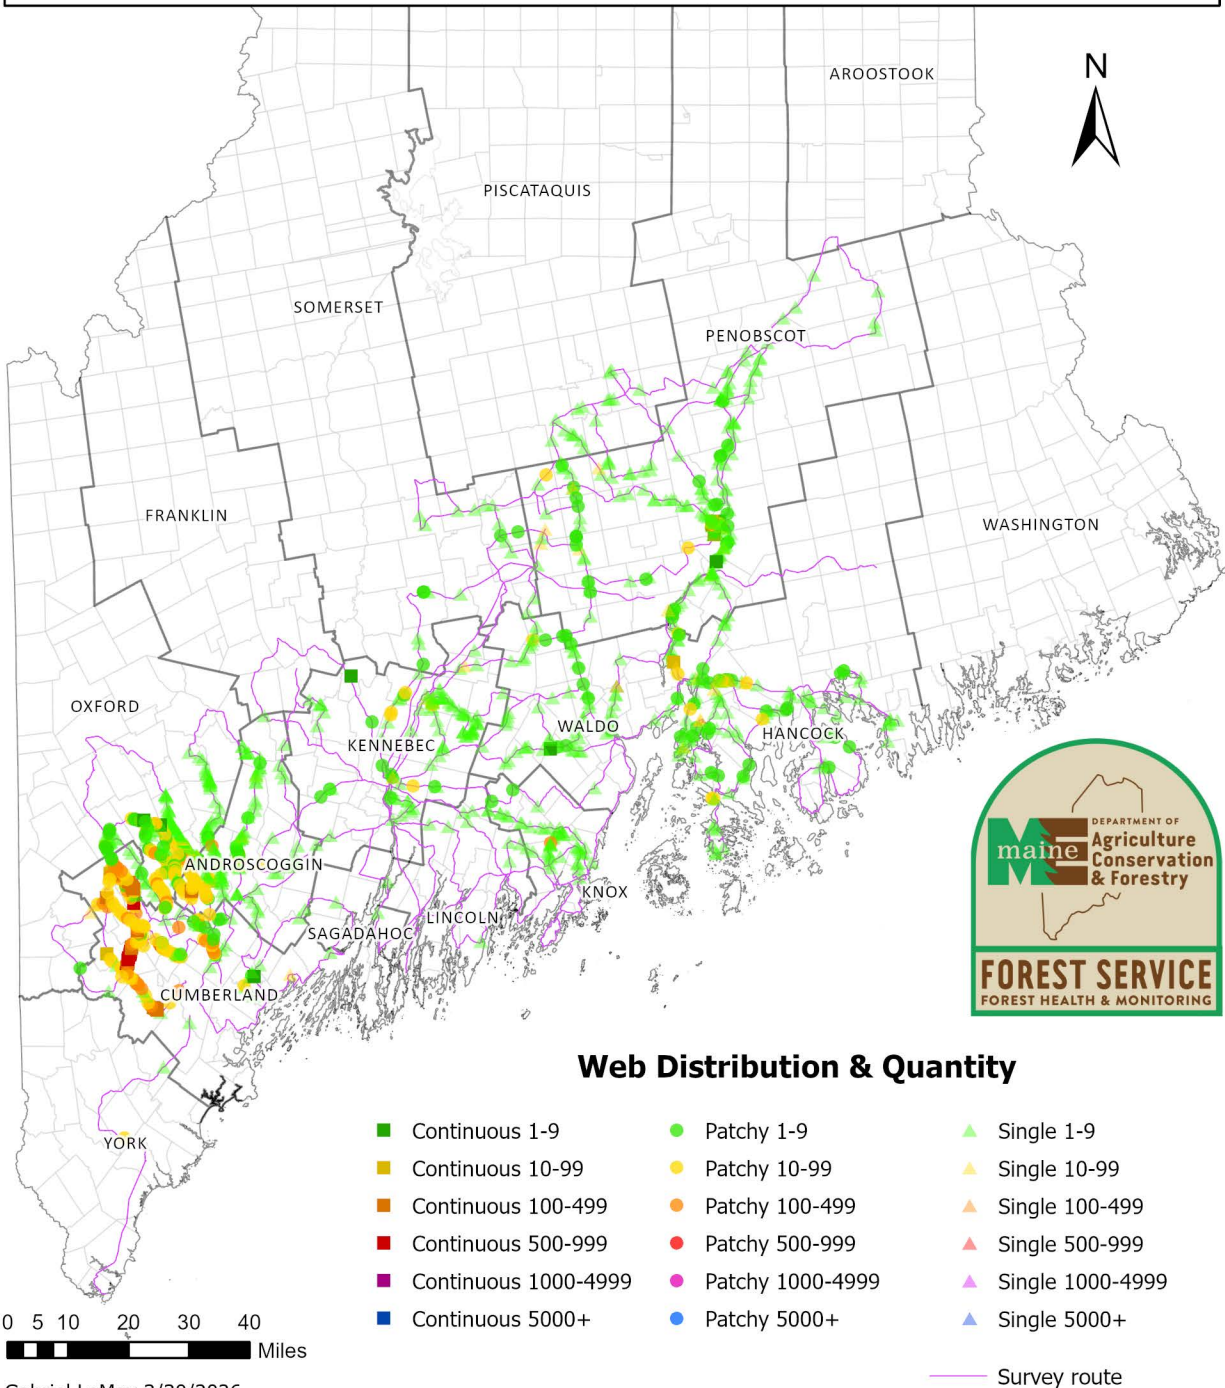 AROOSTOOK
N
PISCATAQUIS
SOMERSET
PENOBSCOT
FRANKLIN
WASHINGTON
OXFORD
WALDO
HANCOCK
KENNEBEC
DEPARTMENT OF
maine
Agriculture
Conservation
& Forestry
ANDROSCOGGIN
KNOX
LINCOLN
SAGADAHOC
CUMBERLAND
FOREST SERVICE
FOREST HEALTH & MONITORING
YORK
Web Distribution & Quantity
Continuous 1-9 Patchy 1-9 Single 1-9
Continuous 10-99 Patchy 10-99 Single 10-99
Continuous 100-499 Patchy 100-499 Single 100-499
Continuous 500-999 Patchy 500-999 Single 500-999
Continuous 1000-4999 Patchy 1000-4999 Single 1000-4999
Continuous 5000+ Patchy 5000+ Single 5000+
0 5 10 20 30 40
Miles
Survey route